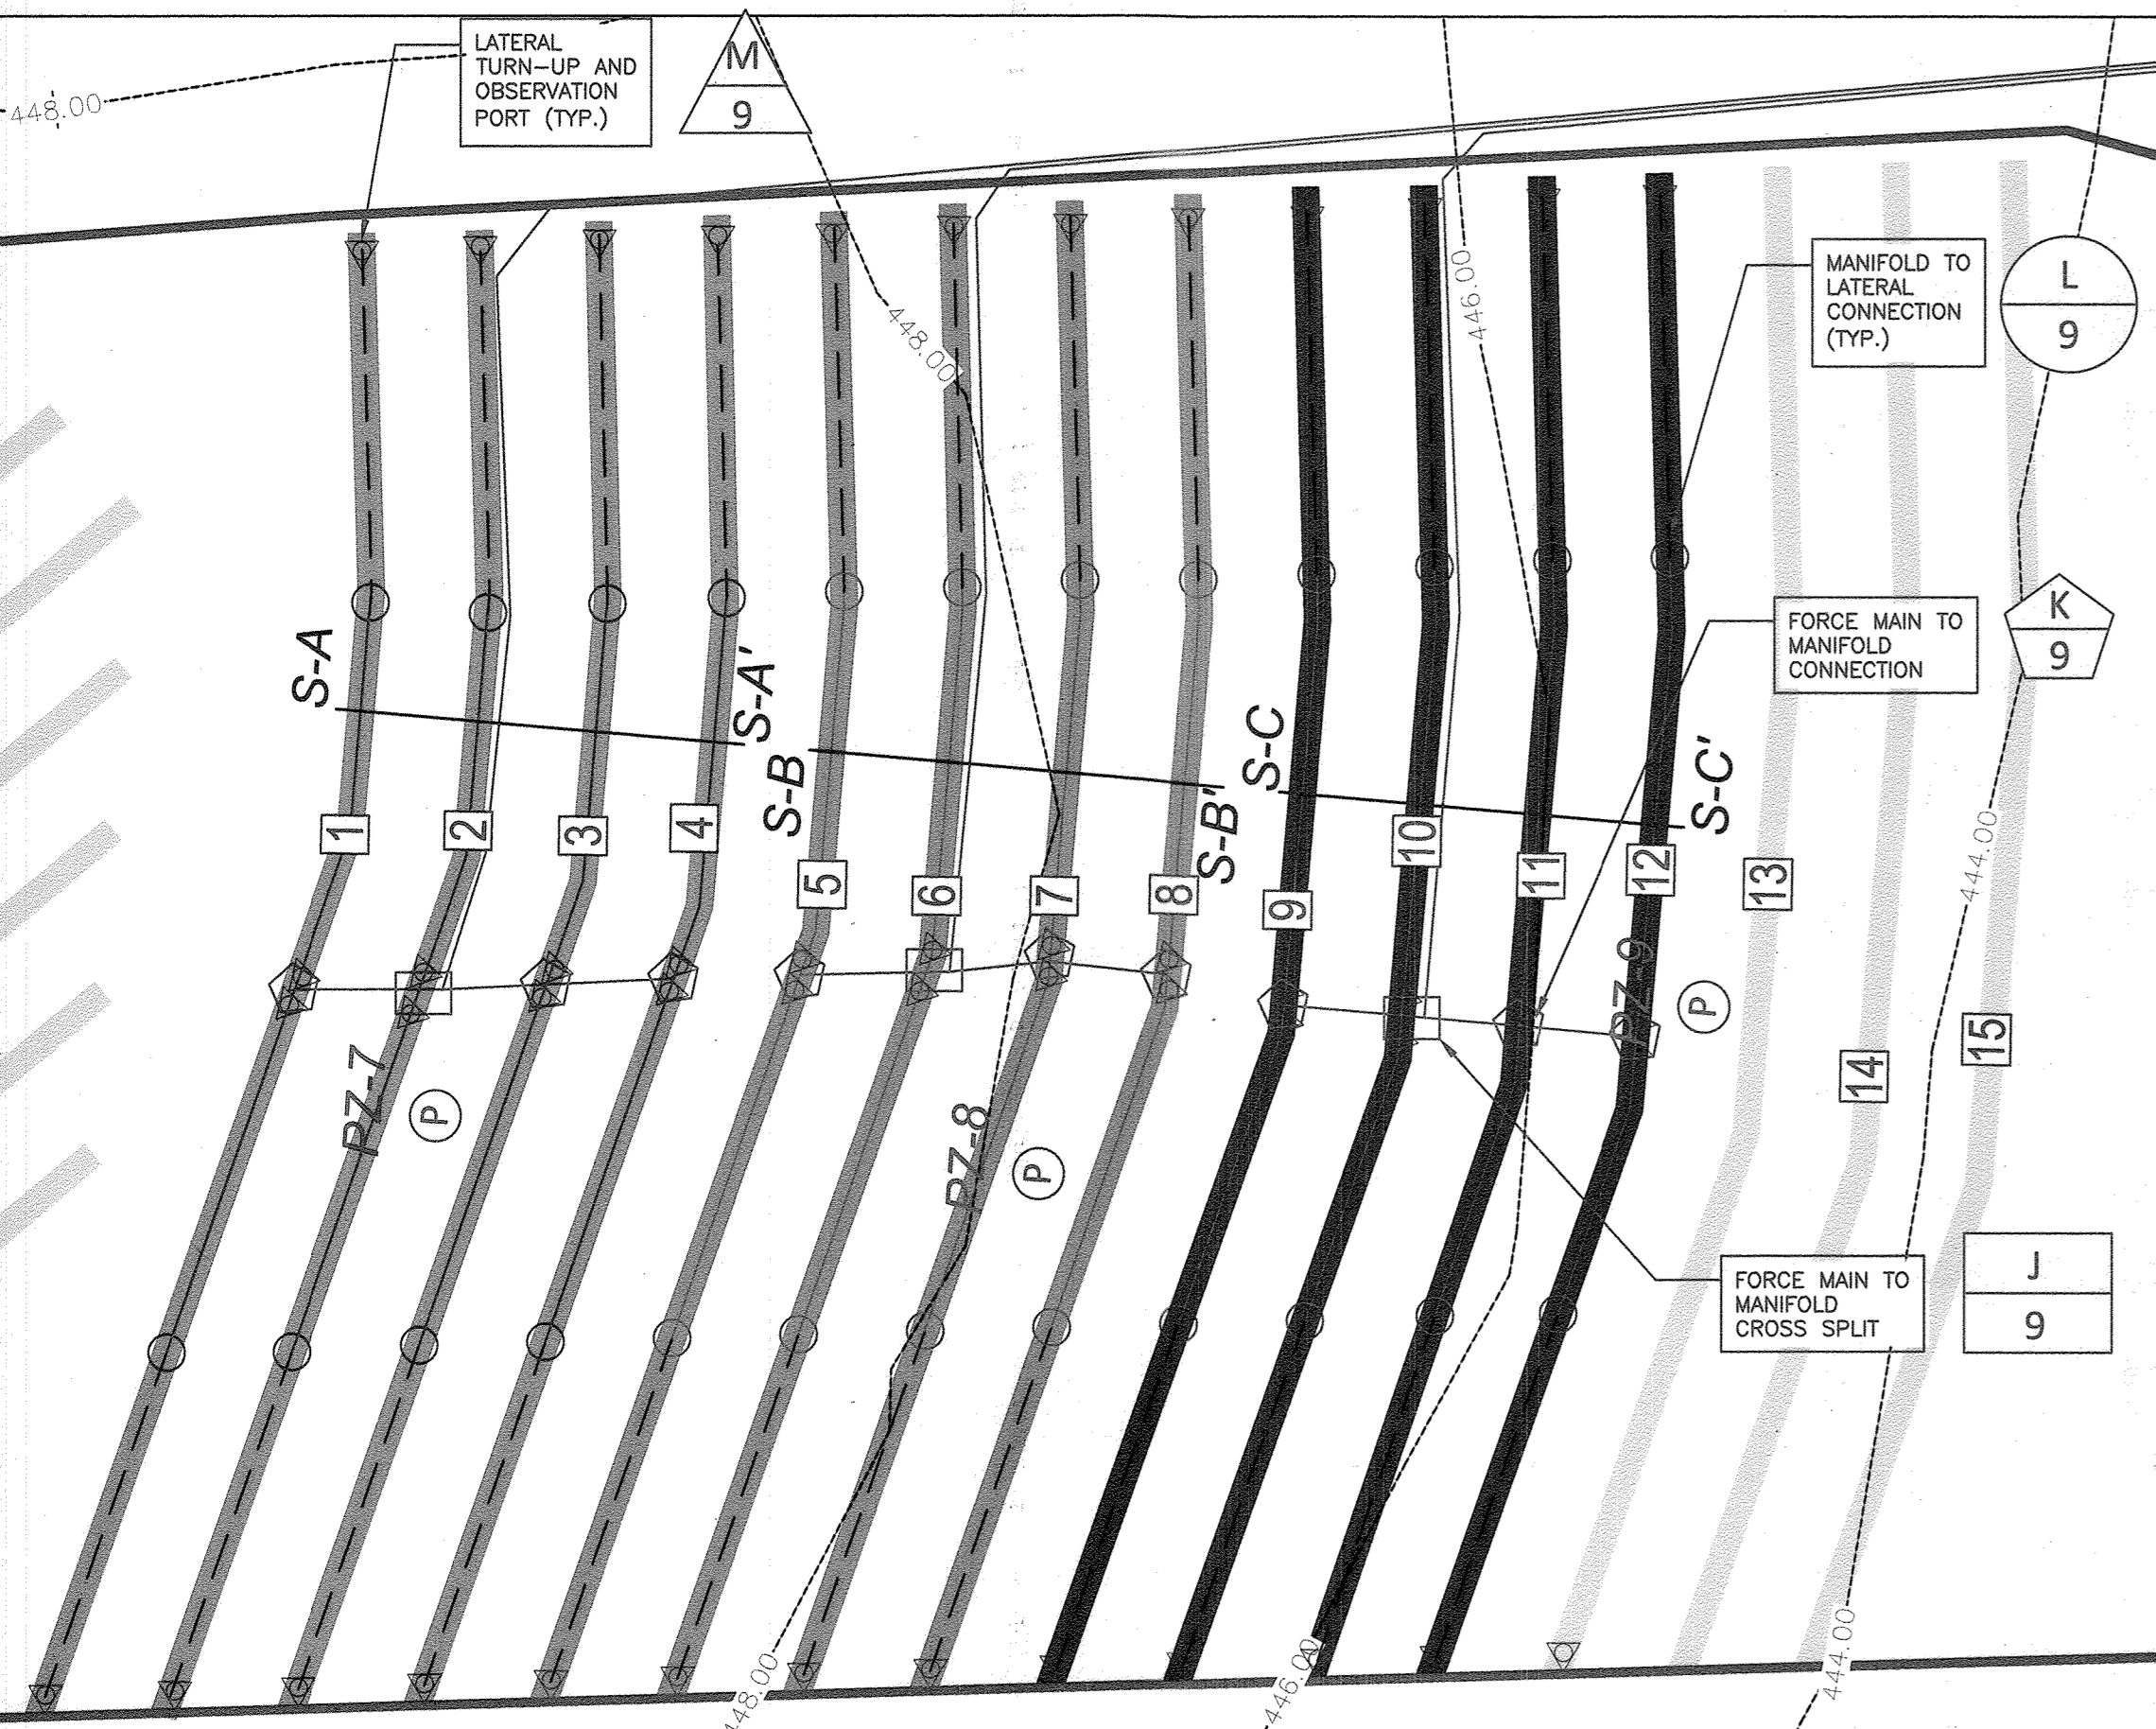 LATERAL
TURN-UP AND
OBSERVATION
PORT (TYP.)
M
9
448.00
448.00
446.00
MANIFOLD TO
LATERAL
CONNECTION
(TYP.)
L
9
FORCE MAIN TO
MANIFOLD
CONNECTION
K
9
S-A
S-A'
S-B
S-B'
S-C
S-C'
1
2
3
4
5
6
7
8
9
10
11
12
13
14
15
444.00
PZ-7
P
PZ-8
P
PZ-9
P
FORCE MAIN TO
MANIFOLD
CROSS SPLIT
J
9
448.00
446.00
444.00